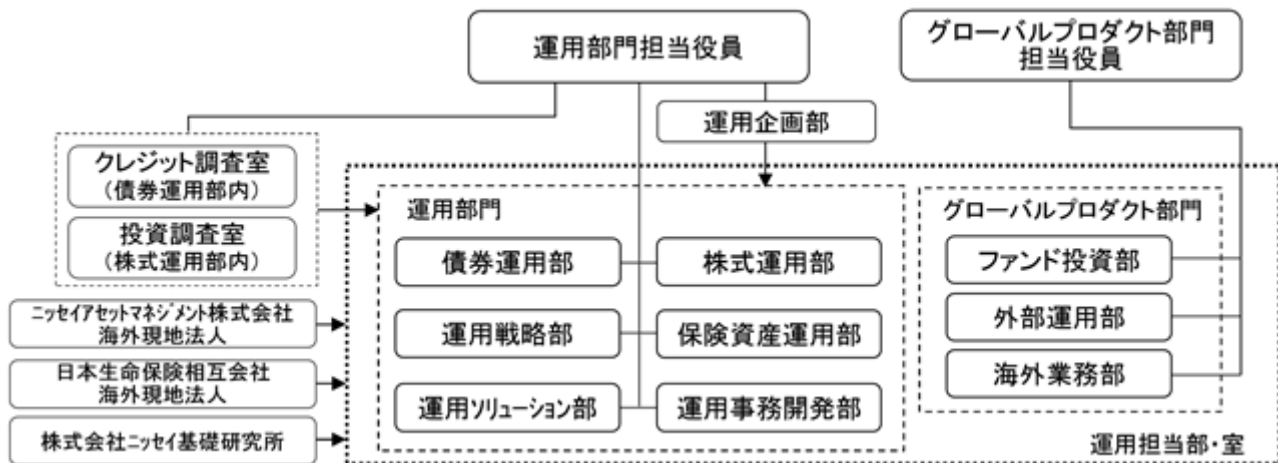 運用部門担当役員
グローバルプロダクト部門
担当役員
運用企画部
クレジット調査室
(債券運用部内)
投資調査室
(株式運用部内)
ニッセイアセットマネジメント株式会社
海外現地法人
日本生命保険相互会社
海外現地法人
株式会社ニッセイ基礎研究所
運用部門
債券運用部
株式運用部
運用戦略部
保険資産運用部
運用ソリューション部
運用事務開発部
グローバルプロダクト部門
ファンド投資部
外部運用部
海外業務部
運用担当部・室